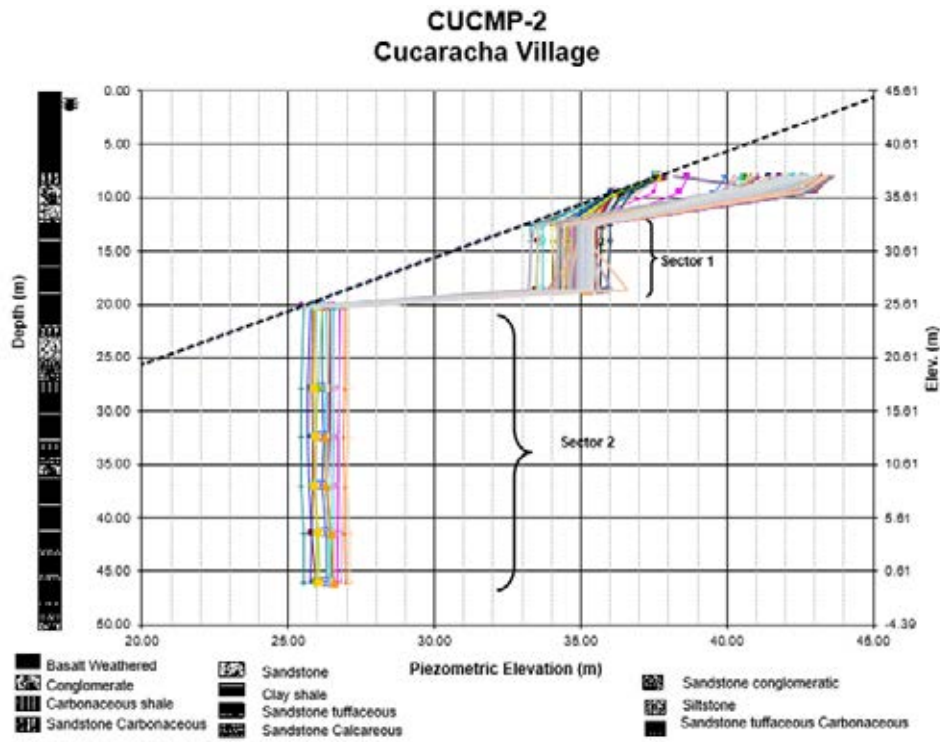 CUCMP-2
Cucaracha Village
0.00
5.00
10.00
15.00
20.00
25.00
30.00
35.00
40.00
45.00
50.00
Depth (m)
45.61
40.61
35.61
30.61
25.61
20.61
15.61
10.61
5.61
0.61
-4.39
Elev. (m)
Sector 1
Sector 2
20.00 25.00 30.00 35.00 40.00 45.00
Piezometric Elevation (m)
Basalt Weathered
Conglomerate
Carbonaceous shale
Sandstone Carbonaceous
Sandstone
Clay shale
Sandstone tuffaceous
Sandstone Calcareous
Sandstone conglomeratic
Siltstone
Sandstone tuffaceous Carbonaceous